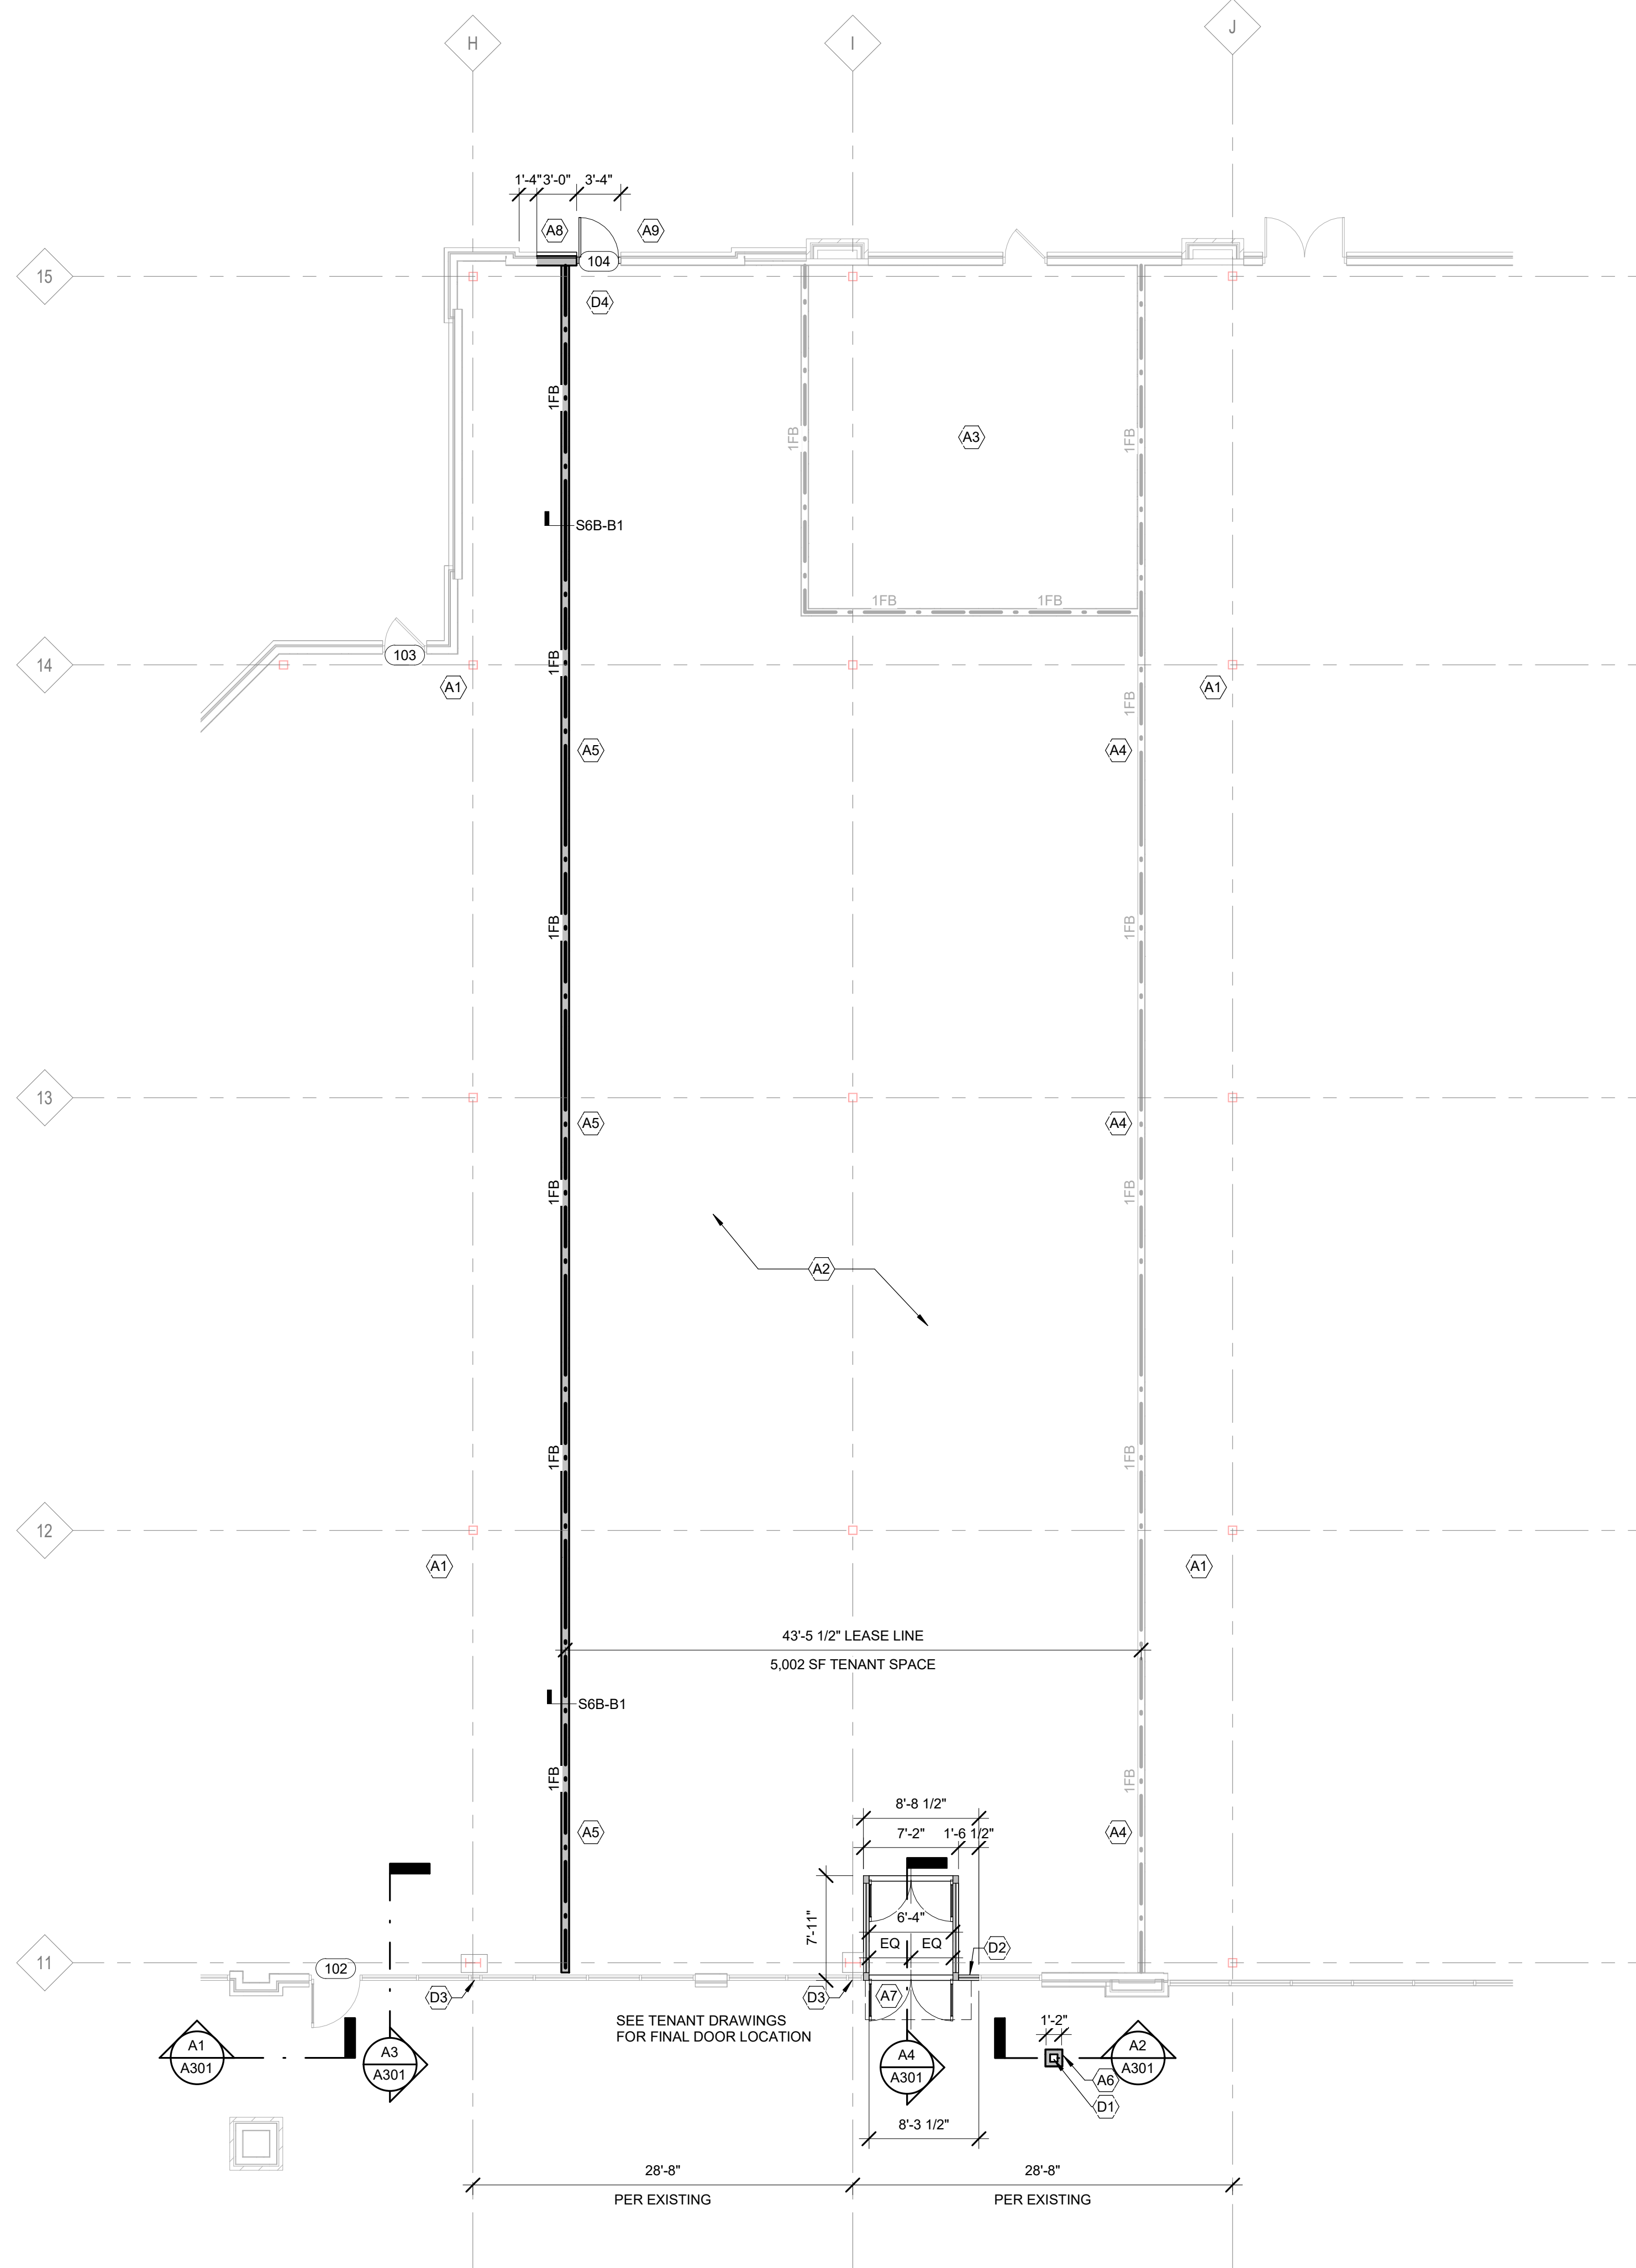 H
I
J
1'-4"
3'-0"
3'-4"
A8
A9
15
104
D4
1FB
1FB
1FB
A3
S6B-B1
1FB
1FB
14
103
1FB
A1
A1
1FB
A5
A4
1FB
1FB
13
A5
A4
1FB
1FB
A2
1FB
1FB
12
A1
A1
43'-5 1/2" LEASE LINE
5,002 SF TENANT SPACE
S6B-B1
1FB
1FB
8'-8 1/2"
A5
7'-2"
1'-6 1/2"
A4
7'-11"
6'-4"
EQ
EQ
D2
11
102
D3
D3
A7
SEE TENANT DRAWINGS
FOR FINAL DOOR LOCATION
1'-2"
A1
A301
A3
A301
A4
A301
A2
A301
A6
D1
8'-3 1/2"
28'-8"
28'-8"
PER EXISTING
PER EXISTING